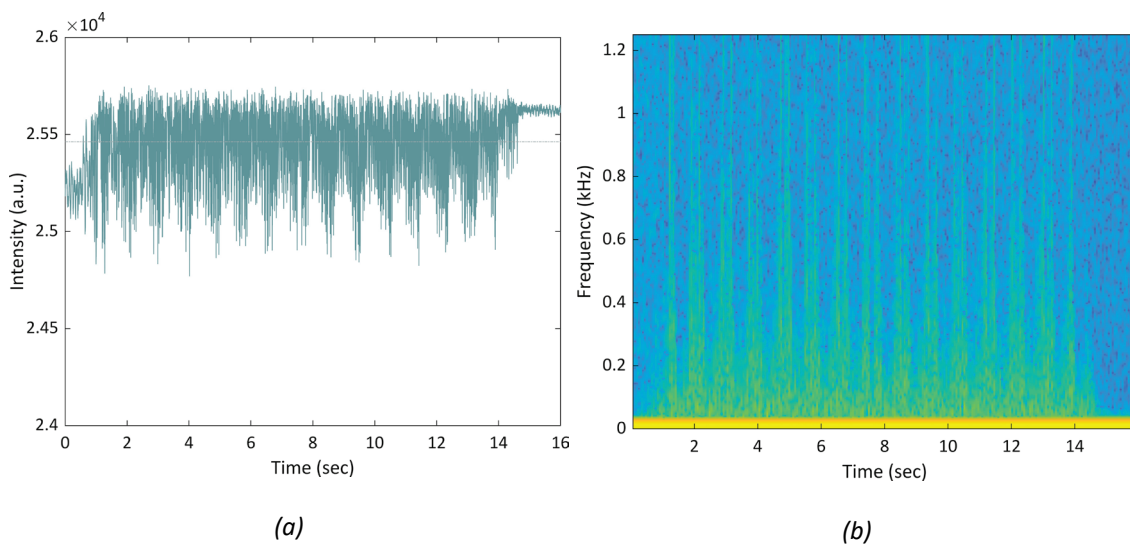 ×10⁴
2.6
2.55
2.5
2.45
2.4
Intensity (a.u.)
0 2 4 6 8 10 12 14 16
Time (sec)
(a)
1.2
1
0.8
0.6
0.4
0.2
0
Frequency (kHz)
2 4 6 8 10 12 14
Time (sec)
(b)